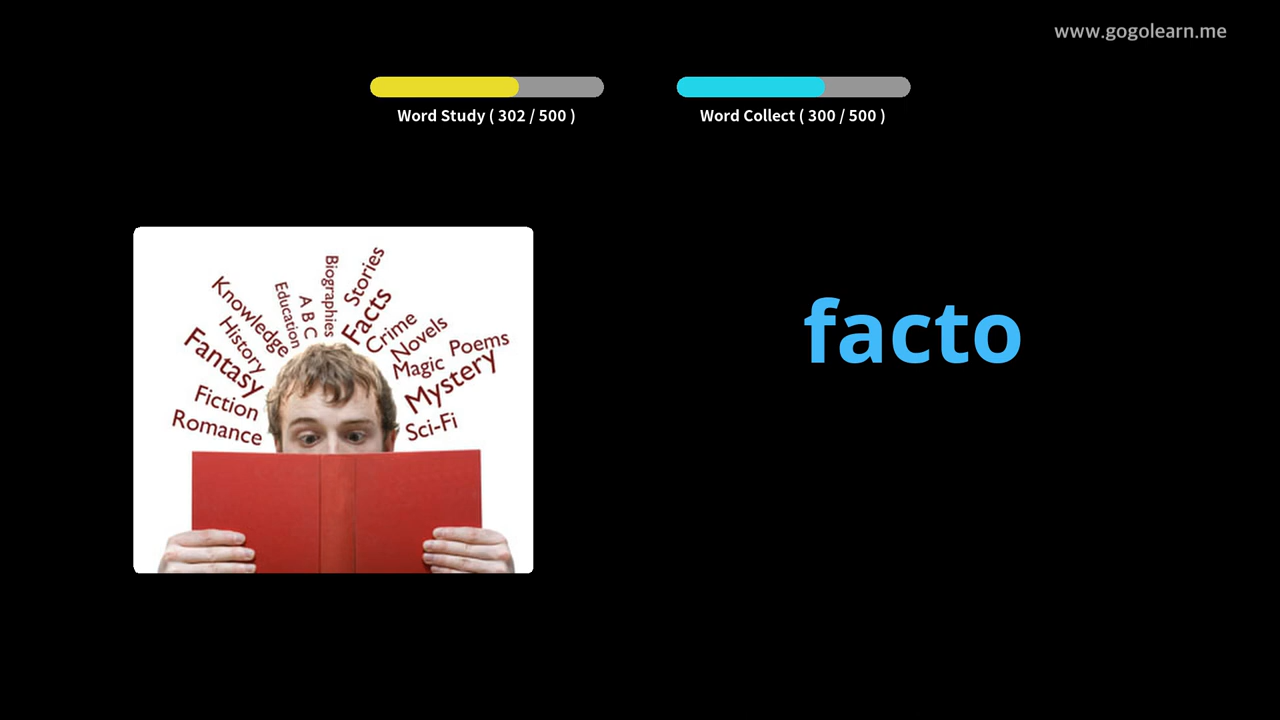 www.gogolearn.me
Word Study ( 302 / 500 )
Word Collect ( 300 / 500 )
Romance
Fiction
Fantasy
History
Knowledge
Education
A B C
Biographies
Stories
Facts
Crime
Novels
Magic
Poems
Mystery
Sci-Fi
facto